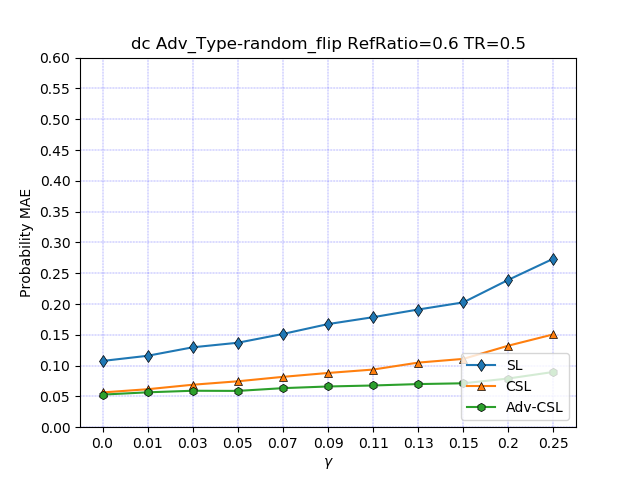 dc Adv_Type-random_flip RefRatio=0.6 TR=0.5
0.60
0.55
0.50
0.45
0.40
0.35
0.30
0.25
0.20
0.15
0.10
0.05
0.00
Probability MAE
SL
CSL
Adv-CSL
0.0 0.01 0.03 0.05 0.07 0.09 0.11 0.13 0.15 0.2 0.25
γ